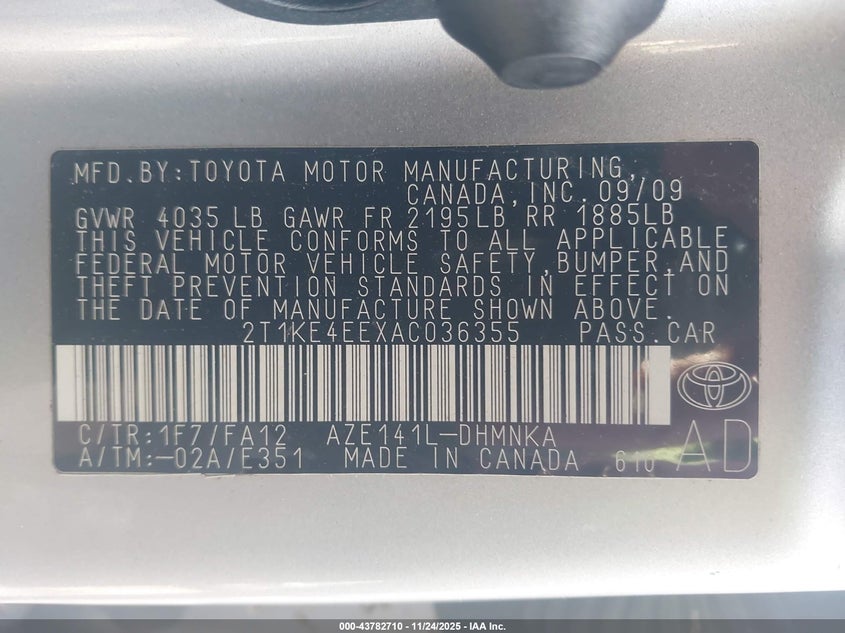 MFD.BY:TOYOTA MOTOR MANUFACTURING,
CANADA,INC. 09/09
GVWR 4035 LB GAWR FR 2195LB RR 1885LB
THIS VEHICLE CONFORMS TO ALL APPLICABLE
FEDERAL MOTOR VEHICLE SAFETY,BUMPER,AND
THEFT PREVENTION STANDARDS IN EFFECT ON
THE DATE OF MANUFACTURE SHOWN ABOVE.
2T1KE4EEXAC036355 PASS.CAR
C/TR:1F7/FA12 AZE141L-DHMNKA
A/TM:-02A/E351 MADE IN CANADA 610 AD
000-43782710 - 11/24/2025 - IAA Inc.